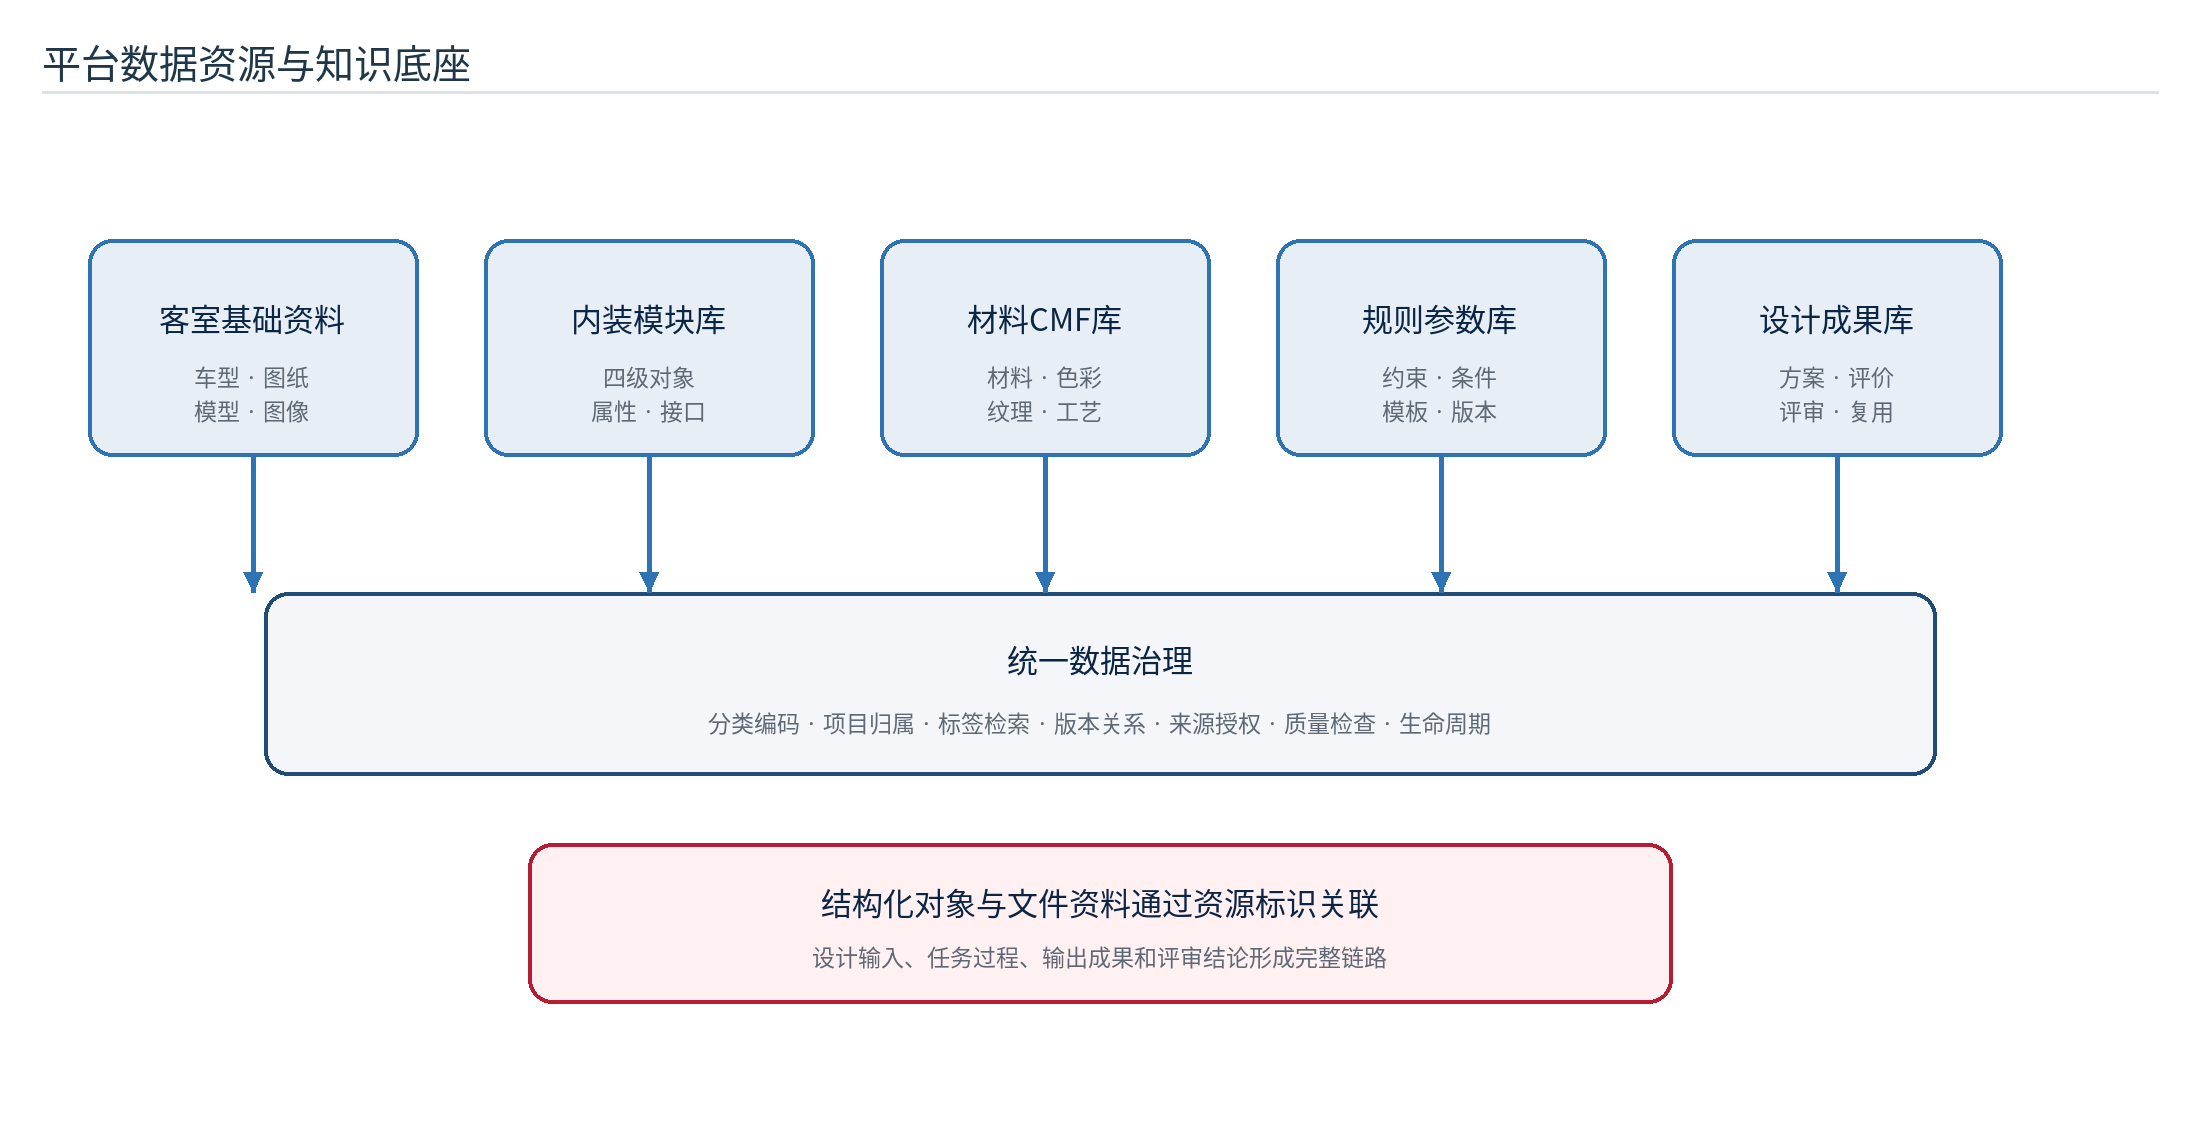 平台数据资源与知识底座
客室基础资料
车型 · 图纸
模型 · 图像
内装模块库
四级对象
属性 · 接口
材料CMF库
材料 · 色彩
纹理 · 工艺
规则参数库
约束 · 条件
模板 · 版本
设计成果库
方案 · 评价
评审 · 复用
统一数据治理
分类编码 · 项目归属 · 标签检索 · 版本关系 · 来源授权 · 质量检查 · 生命周期
结构化对象与文件资料通过资源标识关联
设计输入、任务过程、输出成果和评审结论形成完整链路